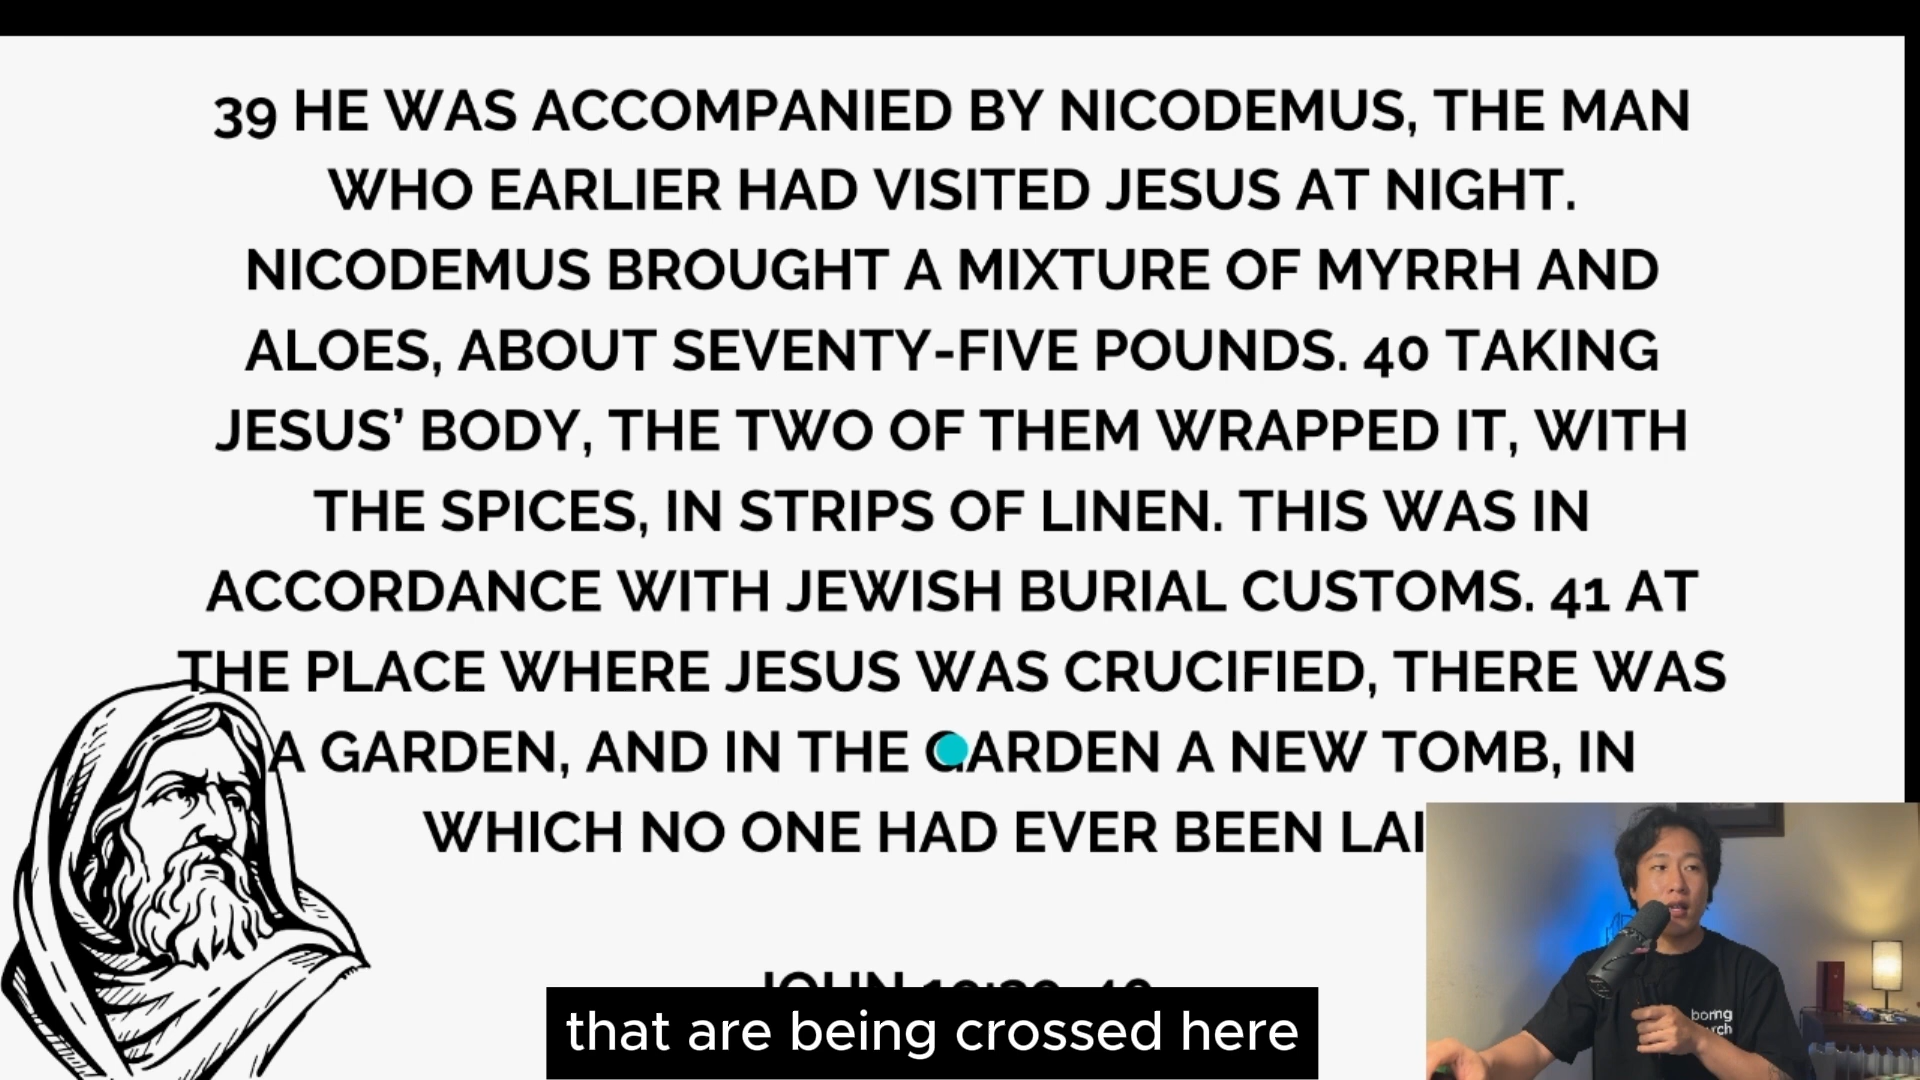 39 HE WAS ACCOMPANIED BY NICODEMUS, THE MAN
WHO EARLIER HAD VISITED JESUS AT NIGHT.
NICODEMUS BROUGHT A MIXTURE OF MYRRH AND
ALOES, ABOUT SEVENTY-FIVE POUNDS. 40 TAKING
JESUS’ BODY, THE TWO OF THEM WRAPPED IT, WITH
THE SPICES, IN STRIPS OF LINEN. THIS WAS IN
ACCORDANCE WITH JEWISH BURIAL CUSTOMS. 41 AT
THE PLACE WHERE JESUS WAS CRUCIFIED, THERE WAS
A GARDEN, AND IN THE GARDEN A NEW TOMB, IN
WHICH NO ONE HAD EVER BEEN LAI
JOHN
that are being crossed here
boring